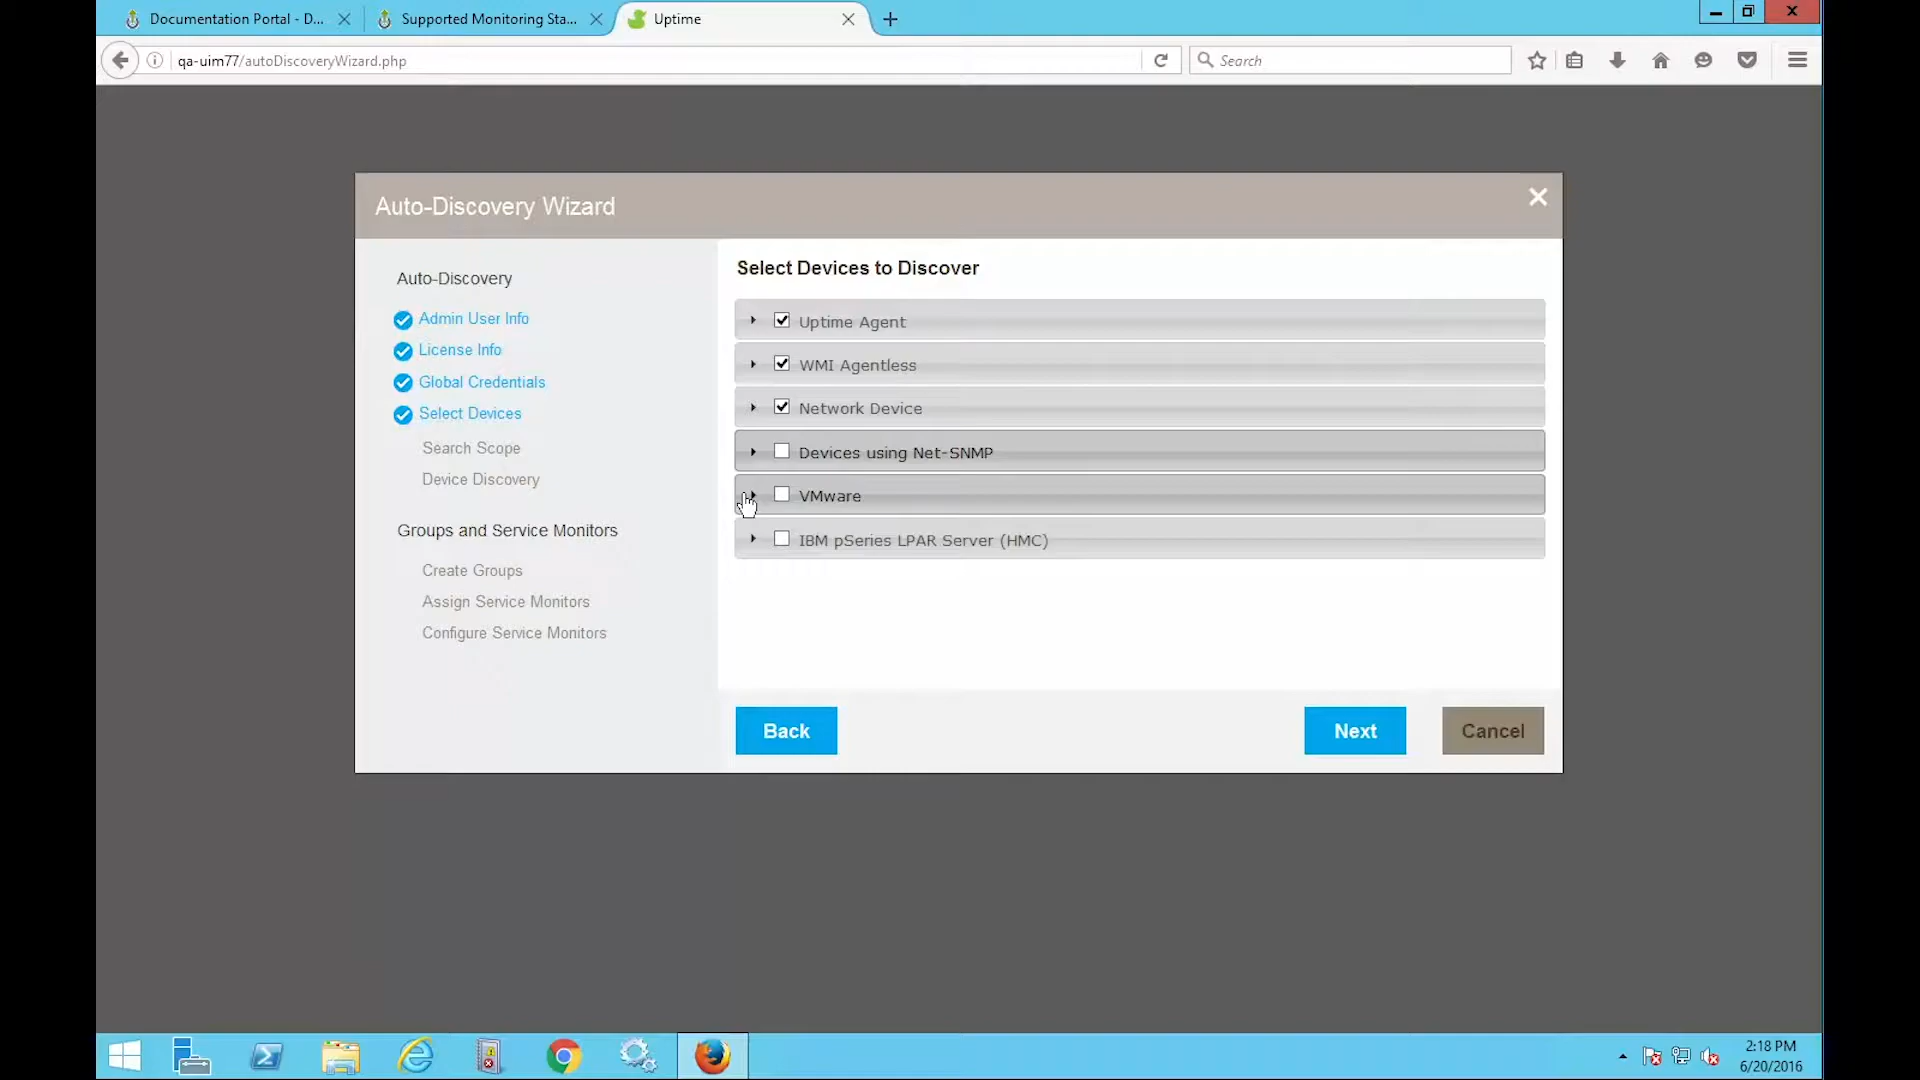 Documentation Portal - D...
Supported Monitoring Sta...
Uptime
qa-uim77/autoDiscoveryWizard.php
Search
Auto-Discovery Wizard
Auto-Discovery
Admin User Info
License Info
Global Credentials
Select Devices
Search Scope
Device Discovery
Groups and Service Monitors
Create Groups
Assign Service Monitors
Configure Service Monitors
Select Devices to Discover
Uptime Agent
WMI Agentless
Network Device
Devices using Net-SNMP
VMware
IBM pSeries LPAR Server (HMC)
Back
Next
Cancel
2:18 PM
6/20/2016